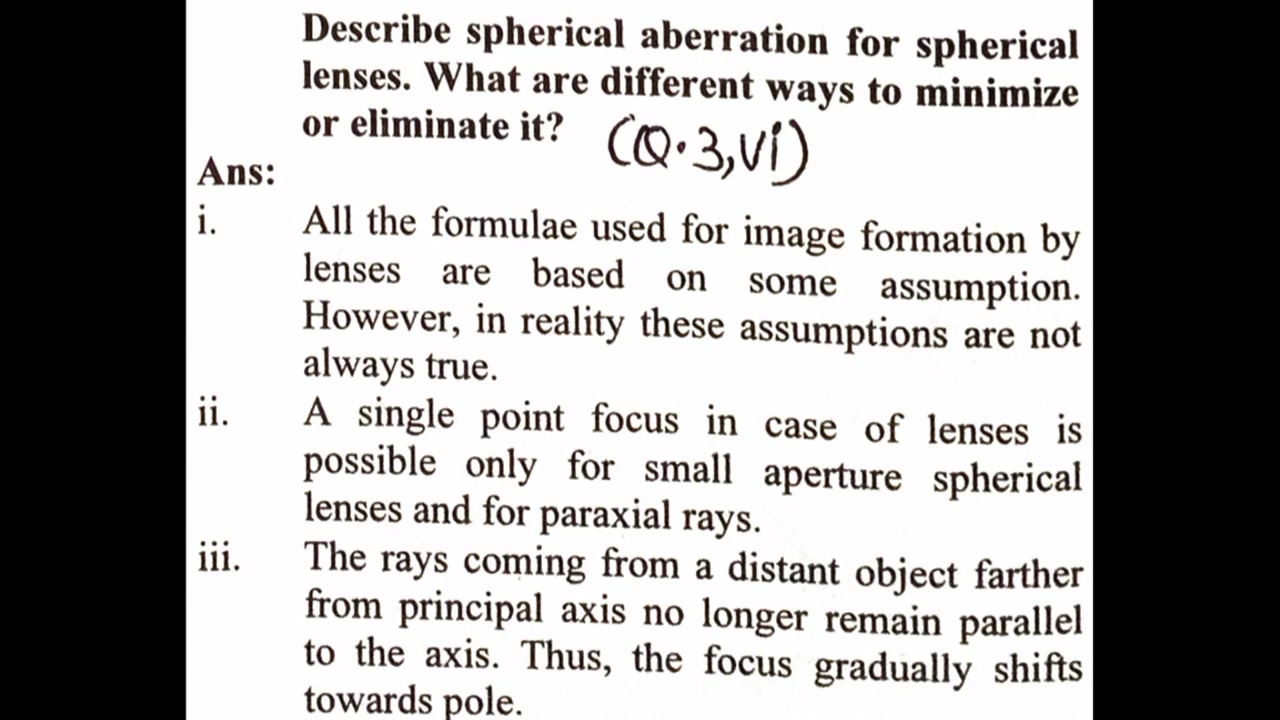 Describe spherical aberration for spherical
lenses. What are different ways to minimize
or eliminate it? (Q.3,Vi)
Ans:
i. All the formulae used for image formation by
lenses are based on some assumption.
However, in reality these assumptions are not
always true.
ii. A single point focus in case of lenses is
possible only for small aperture spherical
lenses and for paraxial rays.
iii. The rays coming from a distant object farther
from principal axis no longer remain parallel
to the axis. Thus, the focus gradually shifts
towards pole.